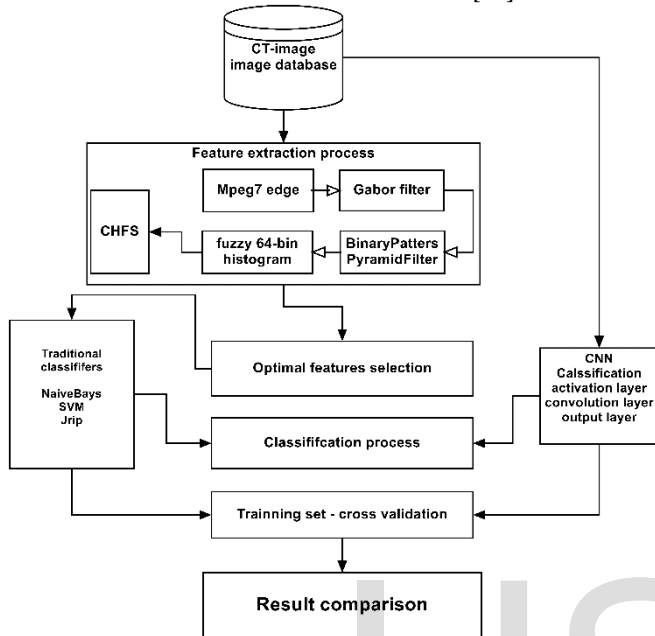 CT-image
image database
Feature extraction process
Mpeg7 edge
Gabor filter
CHFS
fuzzy 64-bin
histogram
BinaryPatters
PyramidFilter
Traditional
classififers
NaiveBays
SVM
Jrip
Optimal features selection
CNN
Calssification
activation layer
convolution layer
output layer
Classififcation process
Trainning set - cross validation
Result comparison